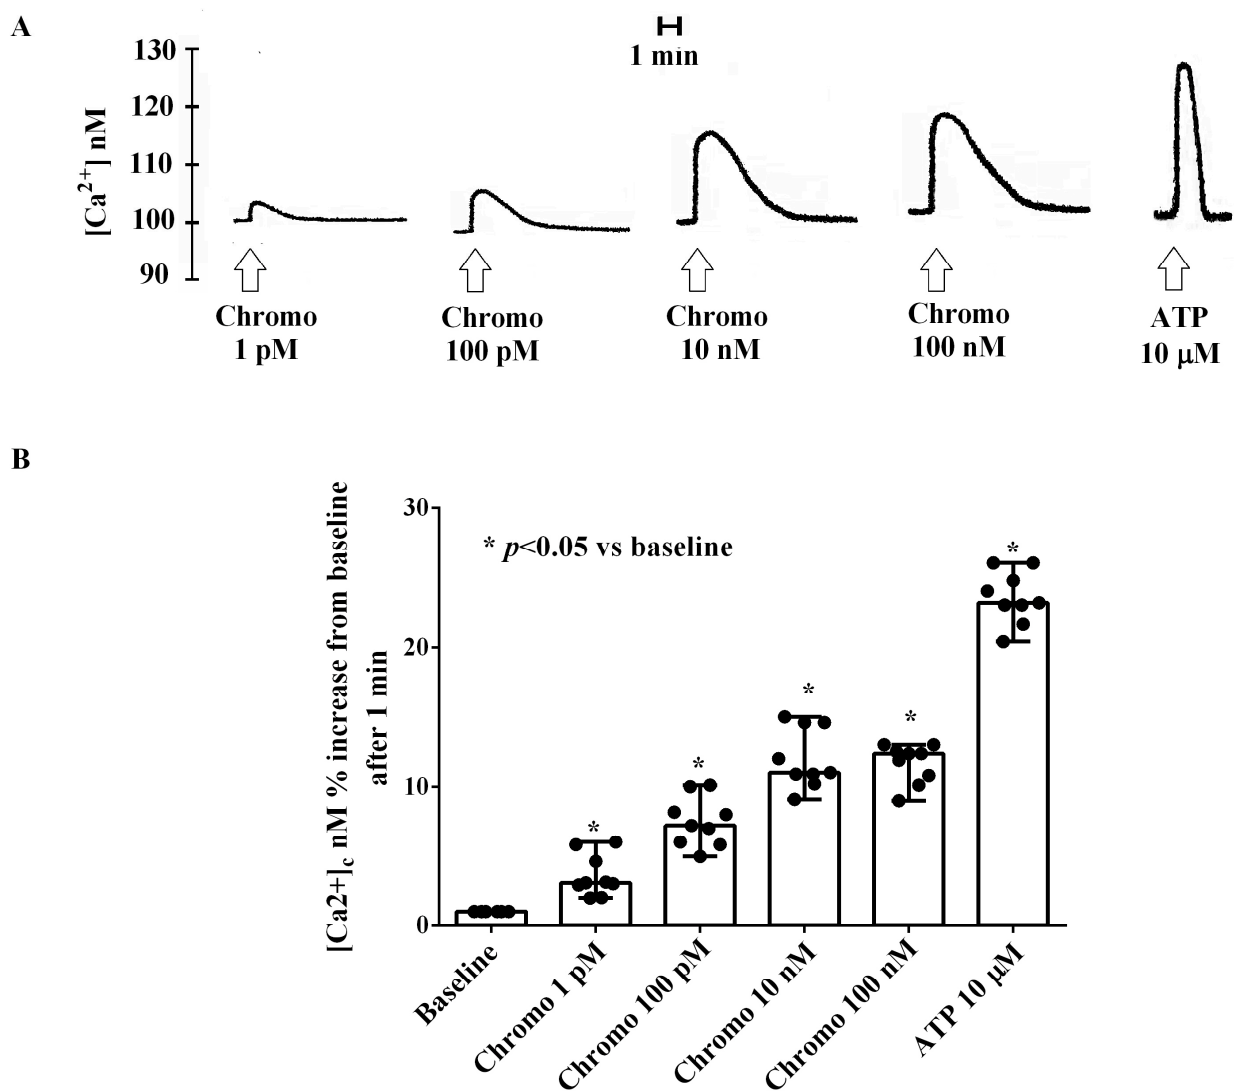 A
1 min
130
120
110
100
90
[Ca2+] nM
Chromo
1 pM
Chromo
100 pM
Chromo
10 nM
Chromo
100 nM
ATP
10 µM
B
[Ca2+]c nM % increase from baseline
after 1 min
30
20
10
0
* p<0.05 vs baseline
*
*
*
*
*
Baseline
Chromo 1 pM
Chromo 100 pM
Chromo 10 nM
Chromo 100 nM
ATP 10 µM